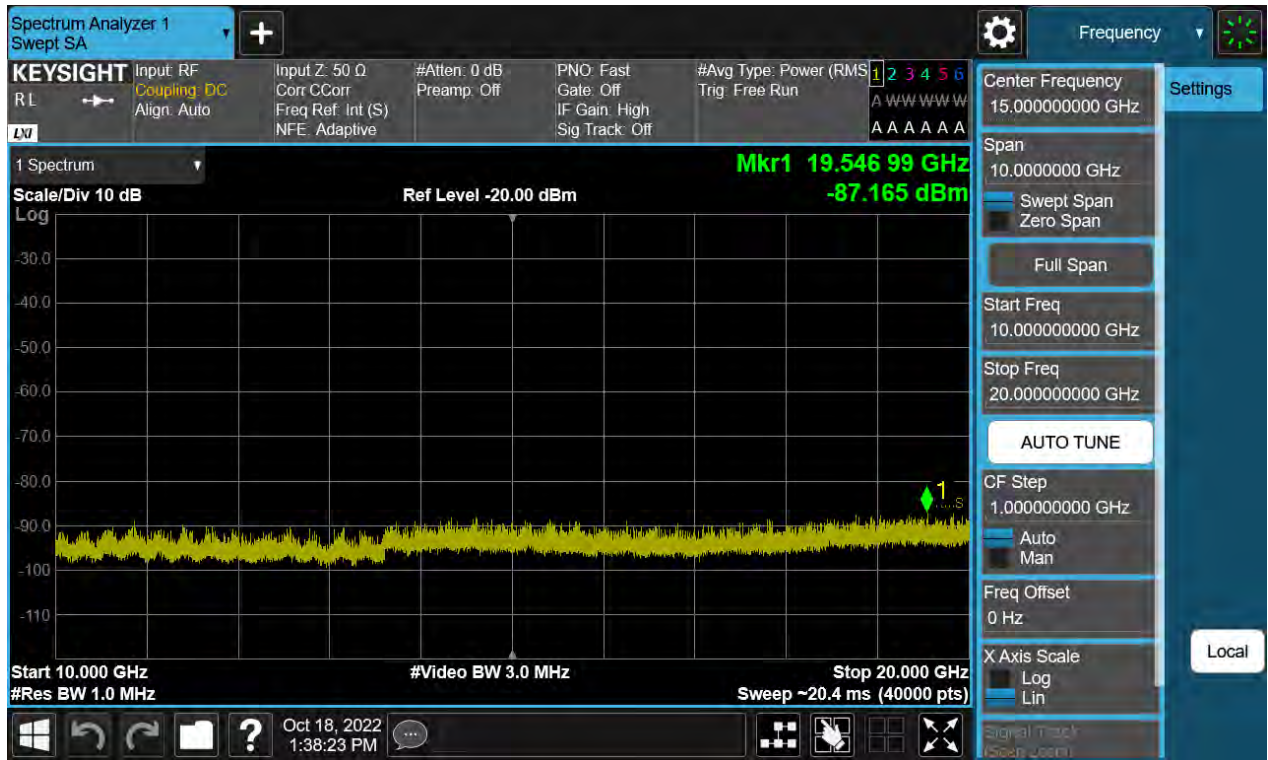 Spectrum Analyzer 1
Swept SA
+
Frequency
KEYSIGHT
RL
LXI
Input: RF
Coupling: DC
Align: Auto
Input Z: 50 Ω
Corr CCorr
Freq Ref: Int (S)
NFE: Adaptive
#Atten: 0 dB
Preamp: Off
PNO: Fast
Gate: Off
IF Gain: High
Sig Track: Off
#Avg Type: Power (RMS
Trig: Free Run
1 2 3 4 5 6
A W W W W W
A A A A A A
1 Spectrum
Mkr1 19.546 99 GHz
Scale/Div 10 dB
Ref Level -20.00 dBm
-87.165 dBm
Log
-30.0
-40.0
-50.0
-60.0
-70.0
-80.0
-90.0
-100
-110
1
Start 10.000 GHz
#Video BW 3.0 MHz
Stop 20.000 GHz
#Res BW 1.0 MHz
Sweep ~20.4 ms (40000 pts)
Center Frequency
15.000000000 GHz
Settings
Span
10.0000000 GHz
Swept Span
Zero Span
Full Span
Start Freq
10.000000000 GHz
Stop Freq
20.000000000 GHz
AUTO TUNE
CF Step
1.000000000 GHz
Auto
Man
Freq Offset
0 Hz
X Axis Scale
Log
Lin
Signal Track
(Span Zoom)
Local
?
Oct 18, 2022
1:38:23 PM